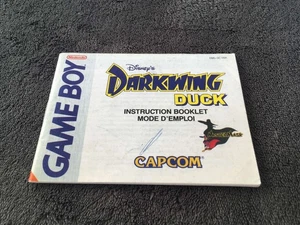 Nintendo
GAME BOY
Disney's
DARKWING
DUCK
INSTRUCTION BOOKLET
MODE D'EMPLOI
CAPCOM